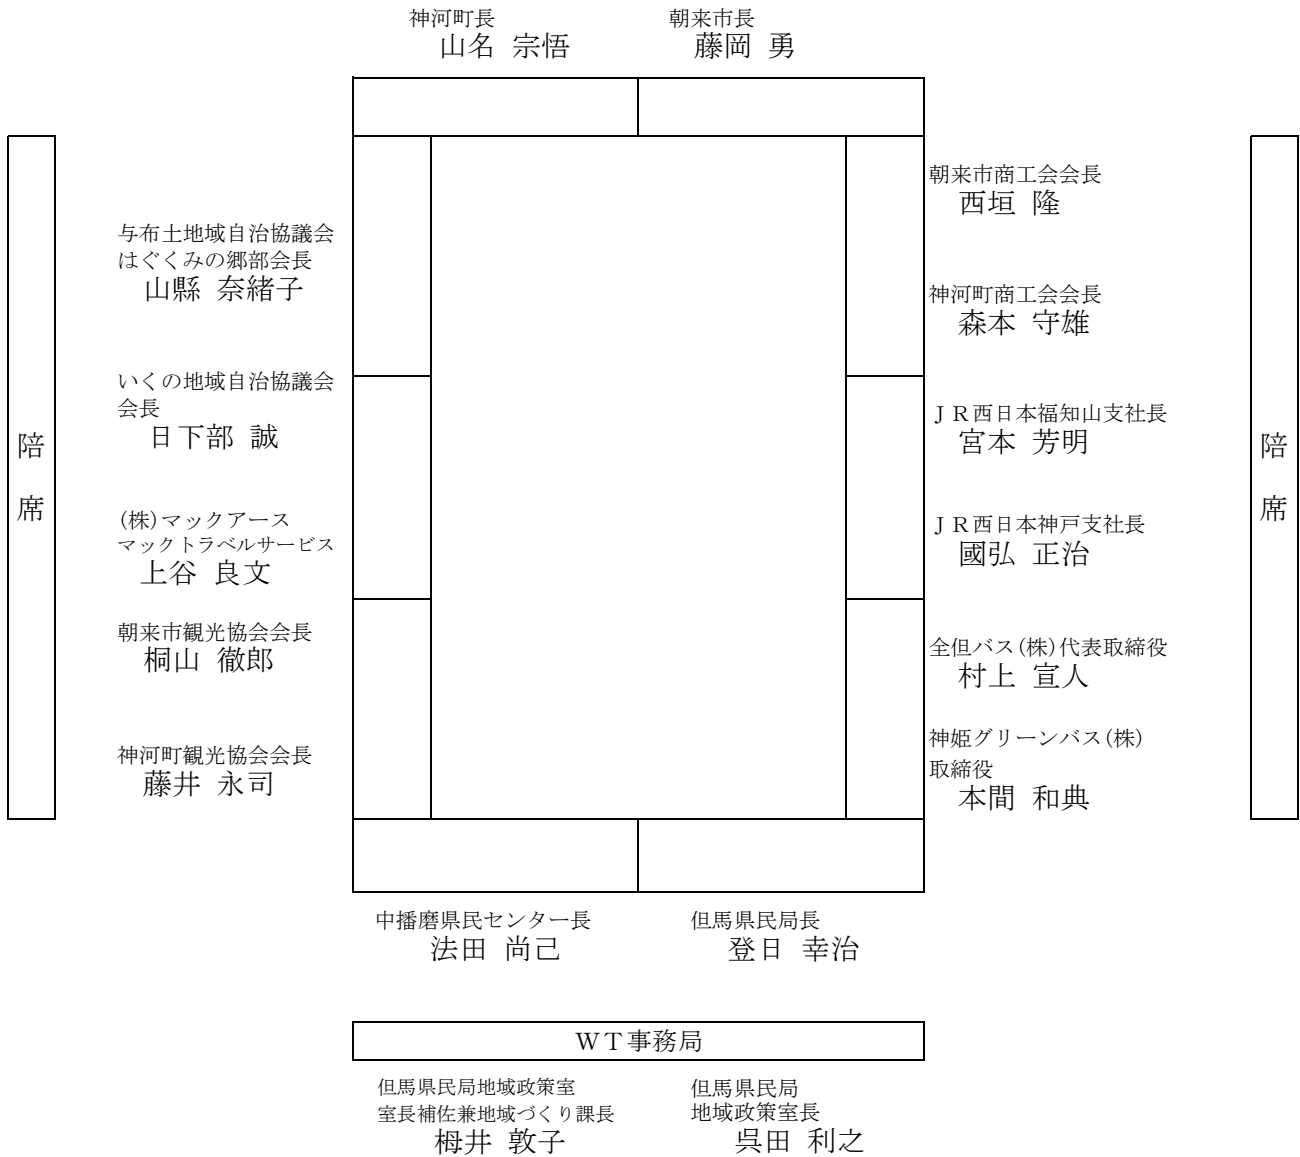 神河町長
山名 宗悟
朝来市長
藤岡 勇
陪席
与布土地域自治協議会
はぐくみの郷部会長
山縣 奈緒子
いくの地域自治協議会
会長
日下部 誠
(株)マックアース
マックトラベルサービス
上谷 良文
朝来市観光協会会長
桐山 徹郎
神河町観光協会会長
藤井 永司
朝来市商工会会長
西垣 隆
神河町商工会会長
森本 守雄
ＪＲ西日本福知山支社長
宮本 芳明
ＪＲ西日本神戸支社長
國弘 正治
全但バス(株)代表取締役
村上 宣人
神姫グリーンバス(株)
取締役
本間 和典
陪席
中播磨県民センター長
法田 尚己
但馬県民局長
登日 幸治
ＷＴ事務局
但馬県民局地域政策室
室長補佐兼地域づくり課長
栂井 敦子
但馬県民局
地域政策室長
呉田 利之